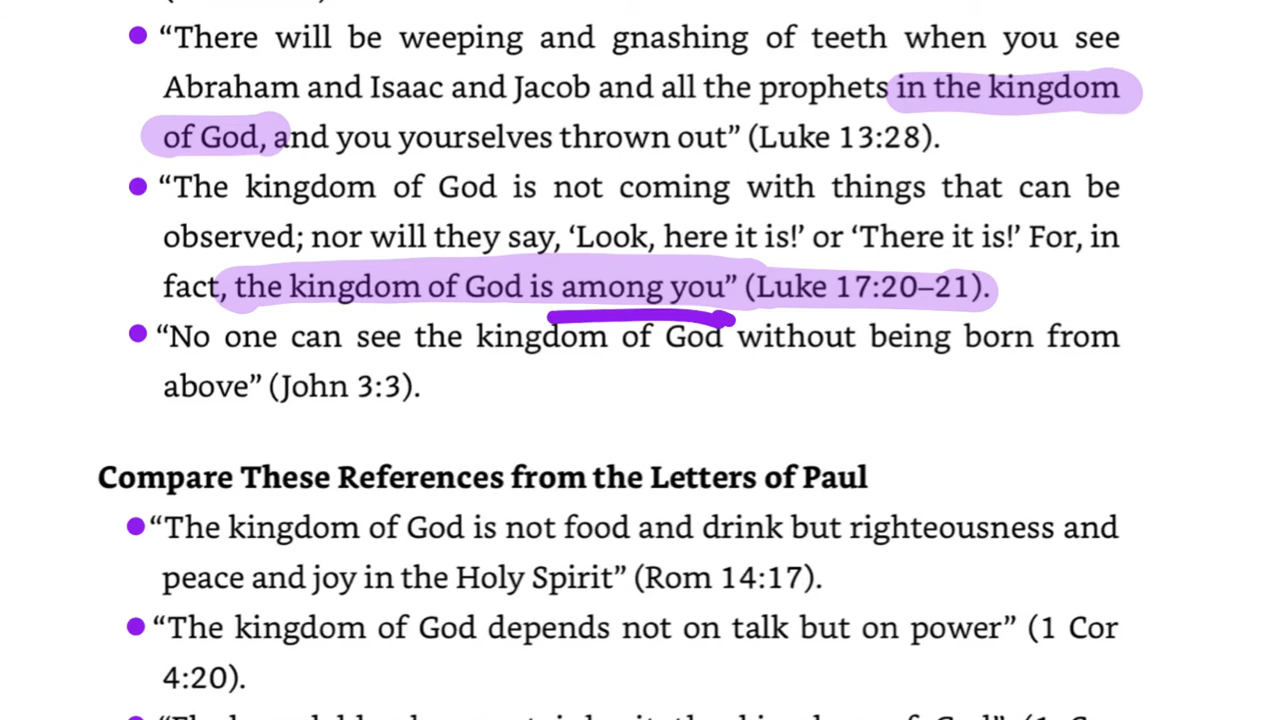 “There will be weeping and gnashing of teeth when you see
Abraham and Isaac and Jacob and all the prophets in the kingdom
of God, and you yourselves thrown out” (Luke 13:28).
“The kingdom of God is not coming with things that can be
observed; nor will they say, ‘Look, here it is!’ or ‘There it is!’ For, in
fact, the kingdom of God is among you” (Luke 17:20–21).
“No one can see the kingdom of God without being born from
above” (John 3:3).
Compare These References from the Letters of Paul
“The kingdom of God is not food and drink but righteousness and
peace and joy in the Holy Spirit” (Rom 14:17).
“The kingdom of God depends not on talk but on power” (1 Cor
4:20).